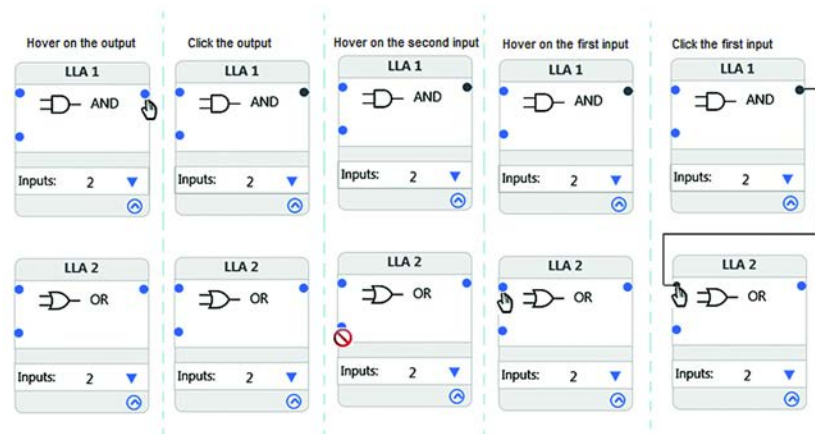 Hover on the output
LLA 1
AND
Inputs: 2
LLA 2
OR
Inputs: 2
Click the output
LLA 1
AND
Inputs: 2
LLA 2
OR
Inputs: 2
Hover on the second input
LLA 1
AND
Inputs: 2
LLA 2
OR
Inputs: 2
Hover on the first input
LLA 1
AND
Inputs: 2
LLA 2
OR
Inputs: 2
Click the first input
LLA 1
AND
Inputs: 2
LLA 2
OR
Inputs: 2